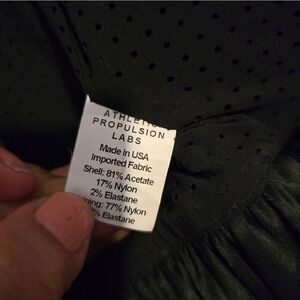 ATHLETIC
PROPULSION
LABS
Made in USA
Imported Fabric
Shell: 81% Acetate
17% Nylon
2% Elastane
77% Nylon
% Elastane